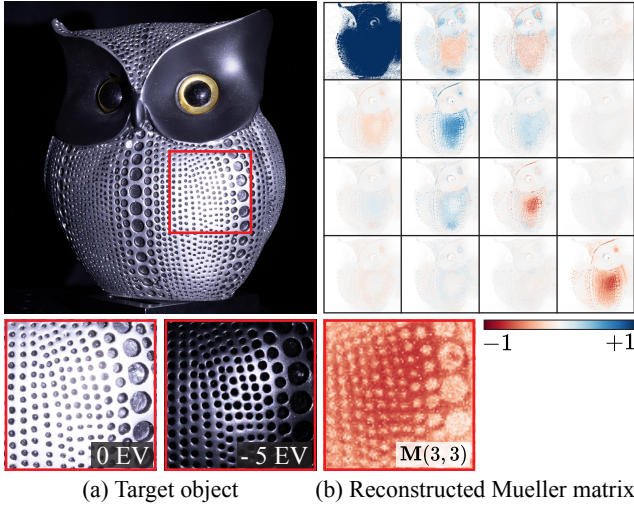 0 EV
- 5 EV
M(3, 3)
−1
+1
(a) Target object
(b) Reconstructed Mueller matrix